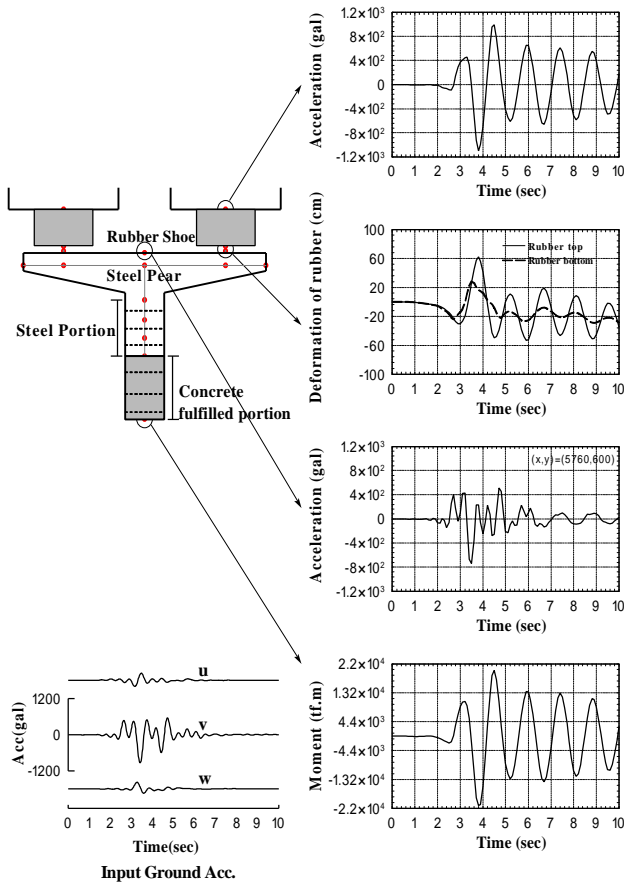 1.2×10³
8×10²
4×10²
0
-4×10²
-8×10²
-1.2×10³
Acceleration (gal)
0 1 2 3 4 5 6 7 8 9 10
Time (sec)
Rubber Shoe
Steel Pear
Steel Portion
Concrete
fulfilled portion
100
60
20
-20
-60
-100
Deformation of rubber (cm)
Rubber top
Rubber bottom
0 1 2 3 4 5 6 7 8 9 10
Time (sec)
1.2×10³
8×10²
4×10²
0
-4×10²
-8×10²
-1.2×10³
Acceleration (gal)
(x,y)=(5760,600)
0 1 2 3 4 5 6 7 8 9 10
Time (sec)
2.2×10⁴
1.32×10⁴
4.4×10³
-4.4×10³
-1.32×10⁴
-2.2×10⁴
Moment (tf.m)
0 1 2 3 4 5 6 7 8 9 10
Time (sec)
u
v
w
Acc(gal)
1200
0
-1200
0 1 2 3 4 5 6 7 8 9 10
Time(sec)
Input Ground Acc.